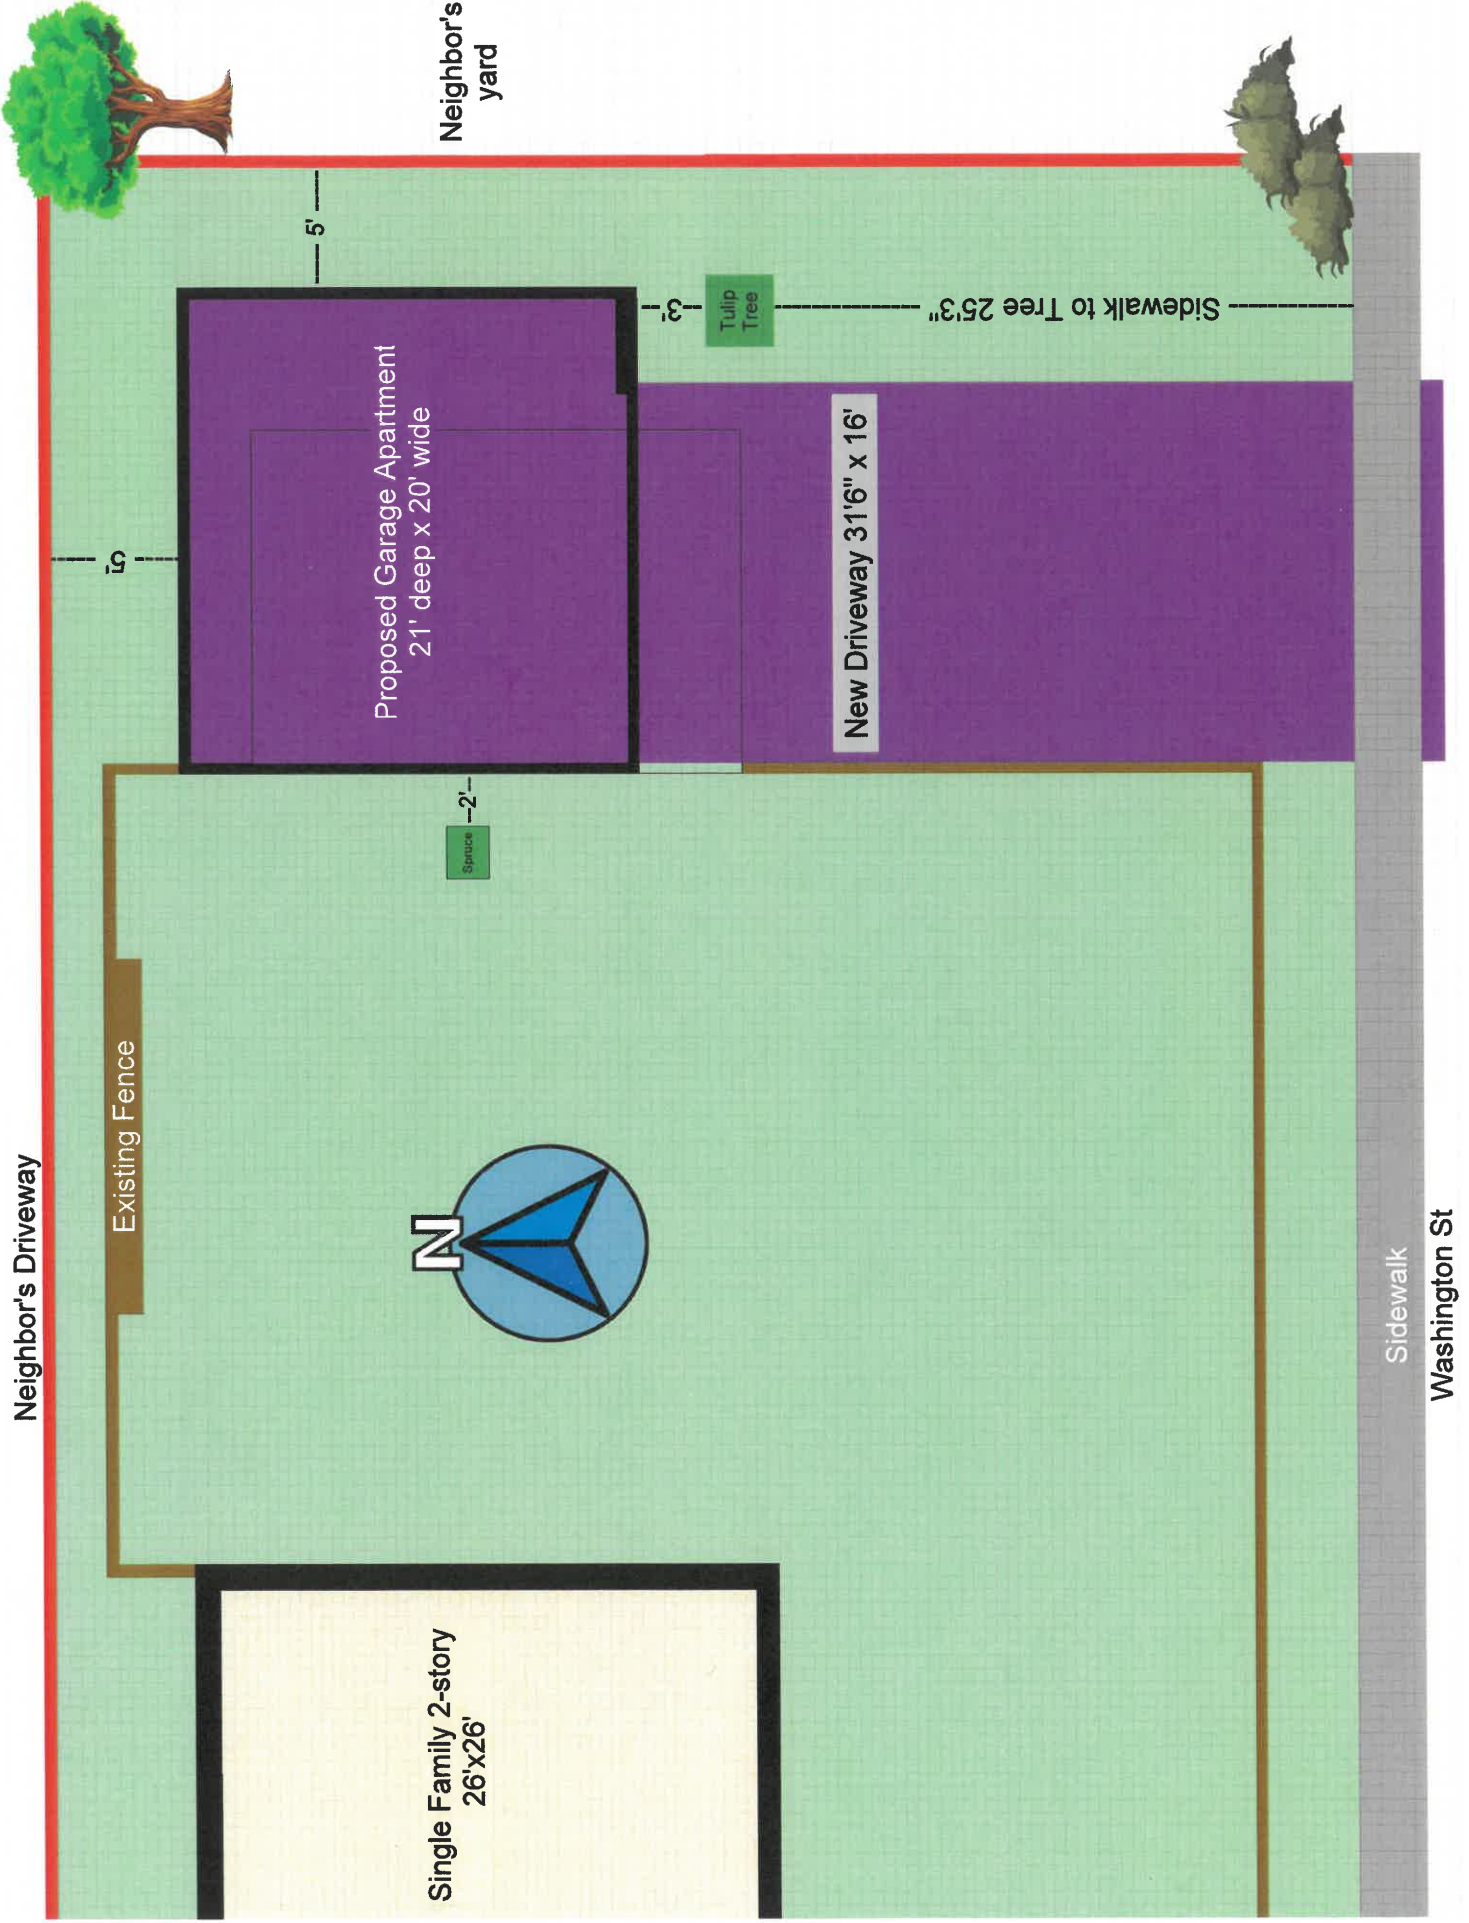 Neighbor's
yard
5'
5'
Proposed Garage Apartment
21' deep x 20' wide
3'
Tulip
Tree
Sidewalk to Tree 25'3"
New Driveway 31'6" x 16'
2'
Spruce
Neighbor's Driveway
Existing Fence
N
Single Family 2-story
26'x26'
Sidewalk
Washington St